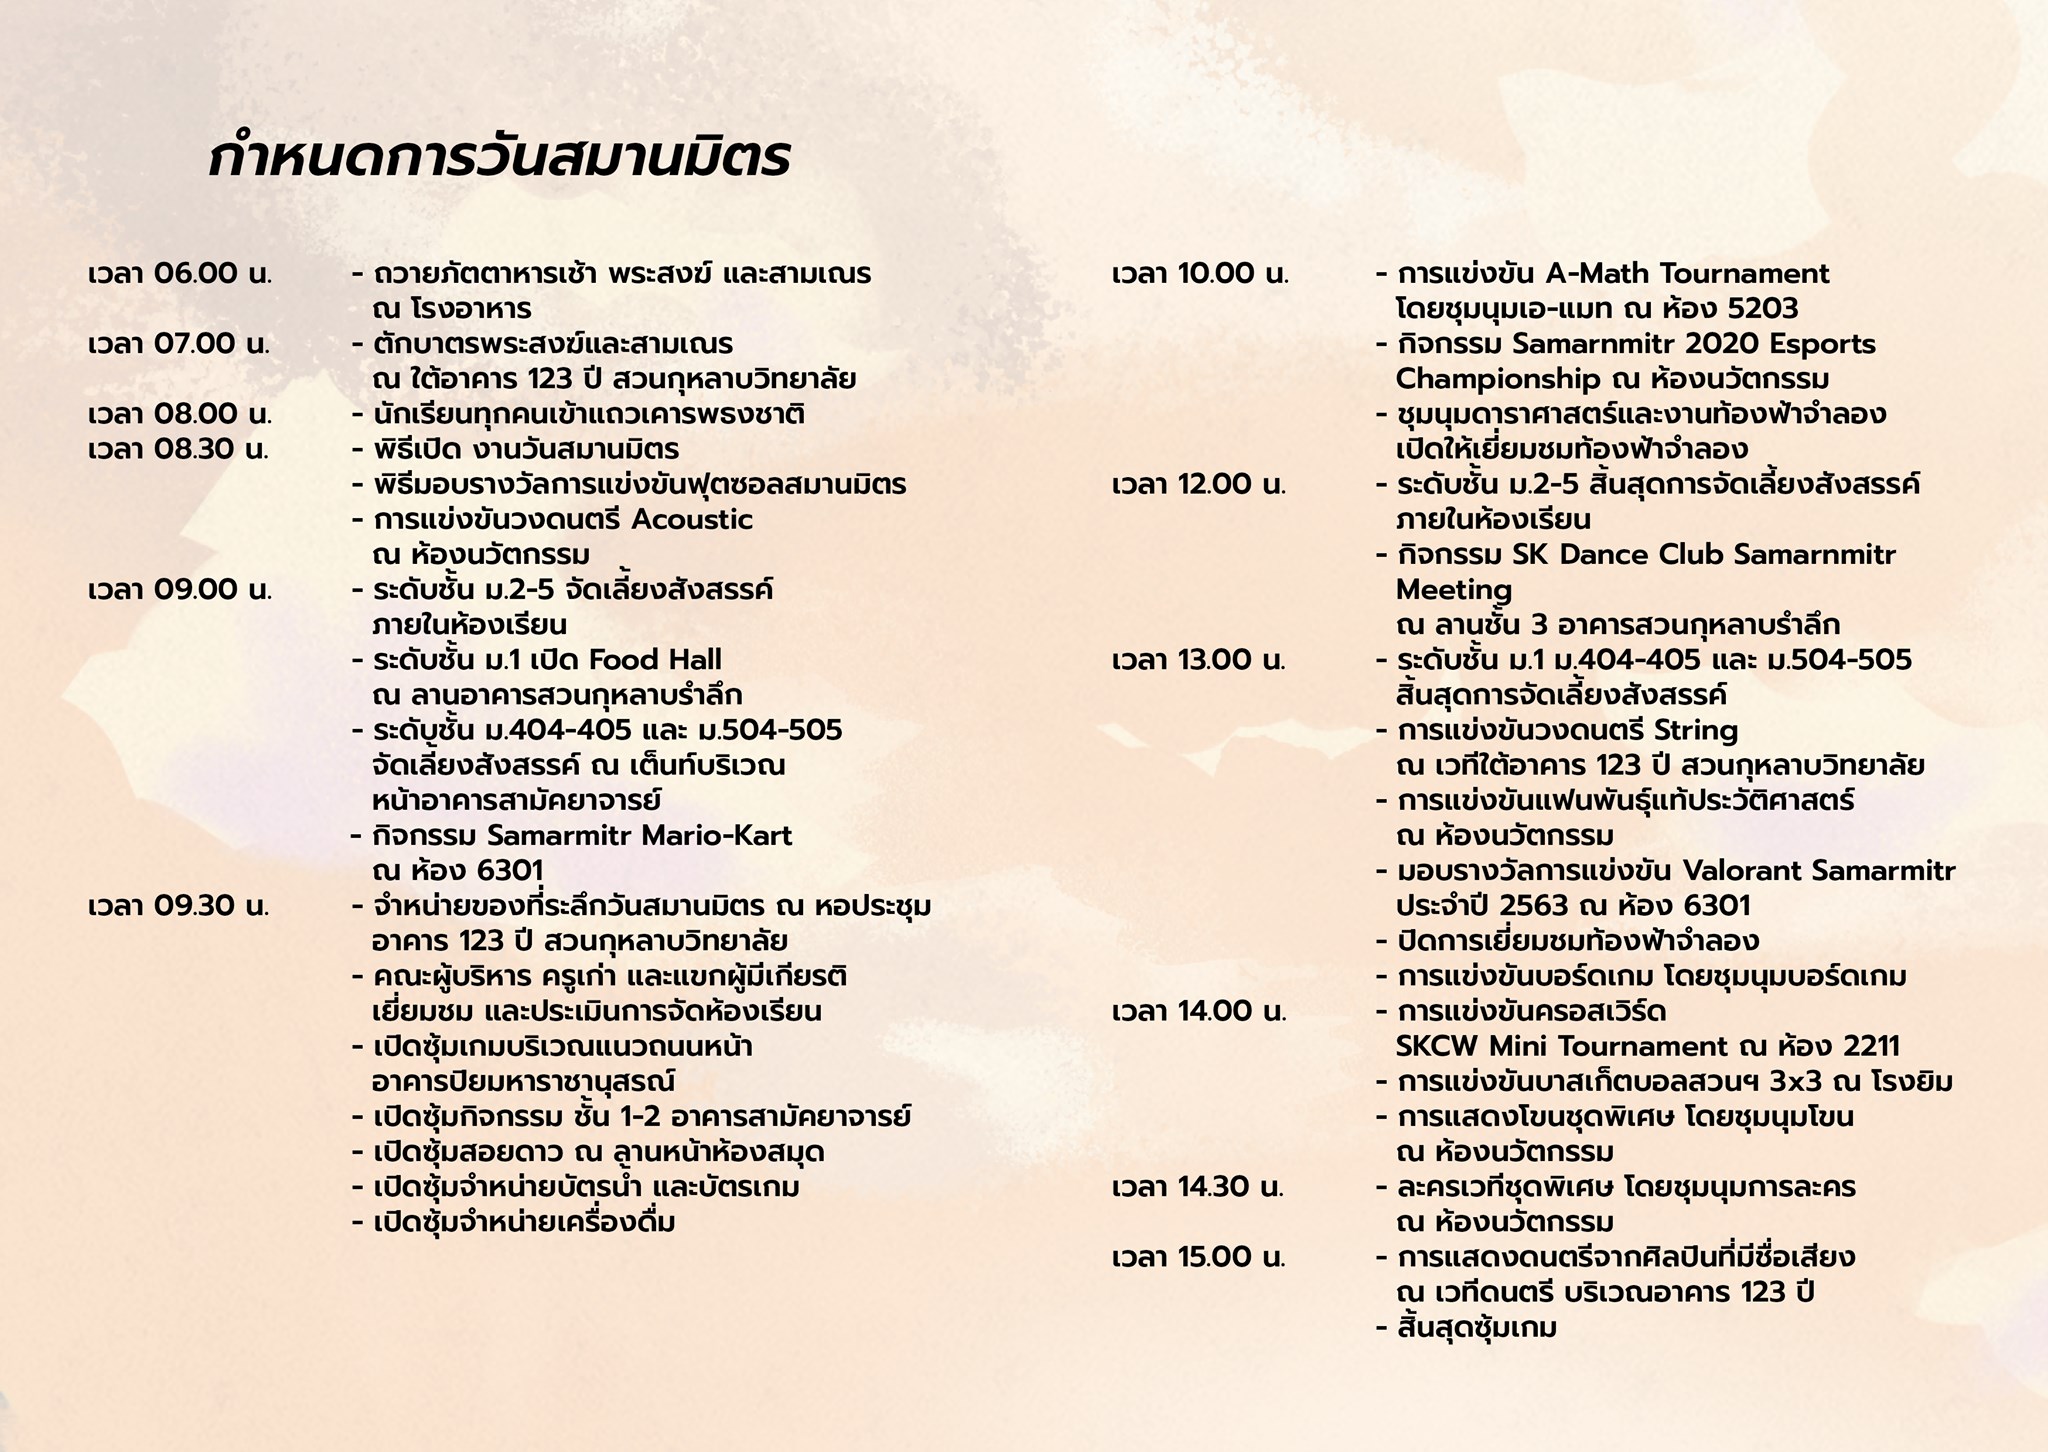 กำหนดการวันสมานมิตร
เวลา 06.00 น. - ถวายภัตตาหารเช้า พระสงฆ์ และสามเณร
ณ โรงอาหาร
เวลา 07.00 น. - ตักบาตรพระสงฆ์และสามเณร
ณ ใต้อาคาร 123 ปี สวนกุหลาบวิทยาลัย
เวลา 08.00 น. - นักเรียนทุกคนเข้าแถวเคารพธงชาติ
เวลา 08.30 น. - พิธีเปิด งานวันสมานมิตร
- พิธีมอบรางวัลการแข่งขันฟุตซอลสมานมิตร
- การแข่งขันวงดนตรี Acoustic
ณ ห้องนวัตกรรม
เวลา 09.00 น. - ระดับชั้น ม.2-5 จัดเลี้ยงสังสรรค์
ภายในห้องเรียน
- ระดับชั้น ม.1 เปิด Food Hall
ณ ลานอาคารสวนกุหลาบรำลึก
- ระดับชั้น ม.404-405 และ ม.504-505
จัดเลี้ยงสังสรรค์ ณ เต็นท์บริเวณ
หน้าอาคารสามัคยาจารย์
- กิจกรรม Samarmitr Mario-Kart
ณ ห้อง 6301
เวลา 09.30 น. - จำหน่ายของที่ระลึกวันสมานมิตร ณ หอประชุม
อาคาร 123 ปี สวนกุหลาบวิทยาลัย
- คณะผู้บริหาร ครูเก่า และแขกผู้มีเกียรติ
เยี่ยมชม และประเมินการจัดห้องเรียน
- เปิดซุ้มเกมบริเวณแนวถนนหน้า
อาคารปิยมหาราชานุสรณ์
- เปิดซุ้มกิจกรรม ชั้น 1-2 อาคารสามัคยาจารย์
- เปิดซุ้มสอยดาว ณ ลานหน้าห้องสมุด
- เปิดซุ้มจำหน่ายบัตรน้ำ และบัตรเกม
- เปิดซุ้มจำหน่ายเครื่องดื่ม
เวลา 10.00 น. - การแข่งขัน A-Math Tournament
โดยชุมนุมเอ-แมท ณ ห้อง 5203
- กิจกรรม Samarnmitr 2020 Esports
Championship ณ ห้องนวัตกรรม
- ชุมนุมดาราศาสตร์และงานท้องฟ้าจำลอง
เปิดให้เยี่ยมชมท้องฟ้าจำลอง
เวลา 12.00 น. - ระดับชั้น ม.2-5 สิ้นสุดการจัดเลี้ยงสังสรรค์
ภายในห้องเรียน
- กิจกรรม SK Dance Club Samarnmitr
Meeting
ณ ลานชั้น 3 อาคารสวนกุหลาบรำลึก
เวลา 13.00 น. - ระดับชั้น ม.1 ม.404-405 และ ม.504-505
สิ้นสุดการจัดเลี้ยงสังสรรค์
- การแข่งขันวงดนตรี String
ณ เวทีใต้อาคาร 123 ปี สวนกุหลาบวิทยาลัย
- การแข่งขันแฟนพันธุ์แท้ประวัติศาสตร์
ณ ห้องนวัตกรรม
- มอบรางวัลการแข่งขัน Valorant Samarmitr
ประจำปี 2563 ณ ห้อง 6301
- ปิดการเยี่ยมชมท้องฟ้าจำลอง
- การแข่งขันบอร์ดเกม โดยชุมนุมบอร์ดเกม
เวลา 14.00 น. - การแข่งขันครอสเวิร์ด
SKCW Mini Tournament ณ ห้อง 2211
- การแข่งขันบาสเก็ตบอลสวนฯ 3x3 ณ โรงยิม
- การแสดงโขนชุดพิเศษ โดยชุมนุมโขน
ณ ห้องนวัตกรรม
เวลา 14.30 น. - ละครเวทีชุดพิเศษ โดยชุมนุมการละคร
ณ ห้องนวัตกรรม
เวลา 15.00 น. - การแสดงดนตรีจากศิลปินที่มีชื่อเสียง
ณ เวทีดนตรี บริเวณอาคาร 123 ปี
- สิ้นสุดซุ้มเกม